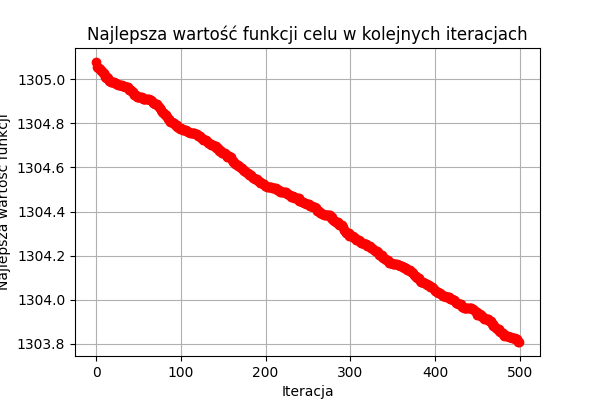 Najlepsza wartość funkcji celu w kolejnych iteracjach
Najlepsza wartość funkcji
1305.0
1304.8
1304.6
1304.4
1304.2
1304.0
1303.8
0 100 200 300 400 500
Iteracja